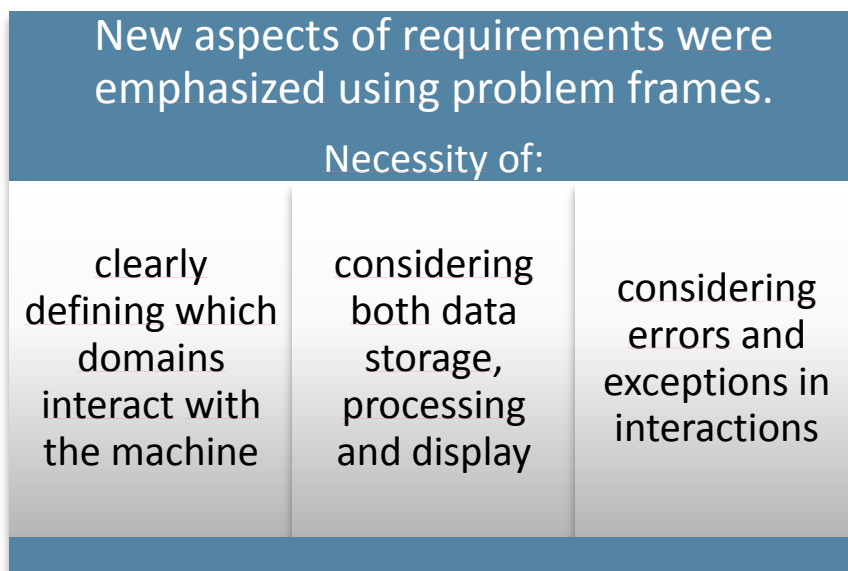 New aspects of requirements were
emphasized using problem frames.
Necessity of:
clearly
defining which
domains
interact with
the machine
considering
both data
storage,
processing
and display
considering
errors and
exceptions in
interactions